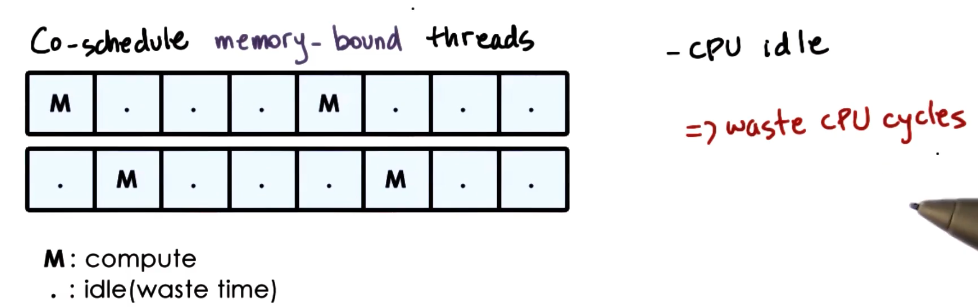 Co-schedule memory-bound threads
- CPU idle
M . . . M . . .
=> waste CPU cycles
. M . . . M . .
M: compute
. : idle(waste time)